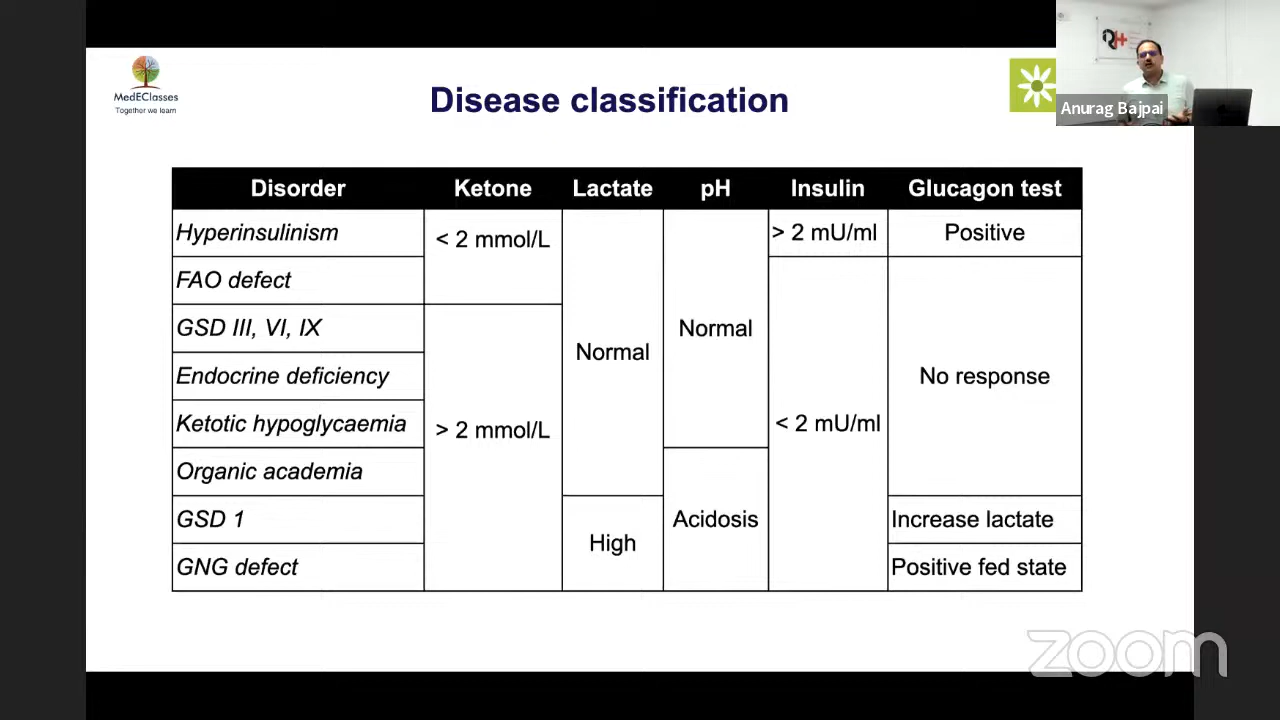 MedEClasses
Together we learn
Disease classification
Anurag Bajpai
Disorder Ketone Lactate pH Insulin Glucagon test
Hyperinsulinism < 2 mmol/L > 2 mU/ml Positive
FAO defect
GSD III, VI, IX Normal Normal
Endocrine deficiency No response
Ketotic hypoglycaemia > 2 mmol/L < 2 mU/ml
Organic academia
GSD 1 High Acidosis Increase lactate
GNG defect Positive fed state
zoom